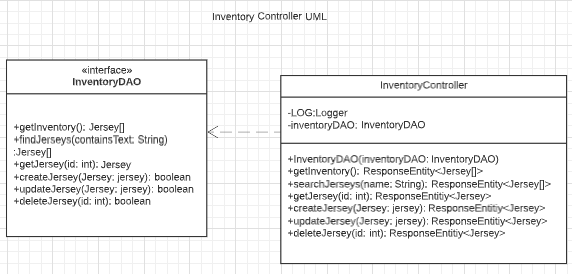 Inventory Controller UML
«interface»
InventoryDAO
+getInventory(): Jersey[]
+findJerseys(containsText: String)
:Jersey[]
+getJersey(id: int): Jersey
+createJersey(Jersey: jersey): boolean
+updateJersey(Jersey: jersey): boolean
+deleteJersey(id: int): boolean
InventoryController
-LOG:Logger
-inventoryDAO: InventoryDAO
+InventoryDAO(inventoryDAO: InventoryDAO)
+getInventory(): ResponseEntity<Jersey[]>
+searchJerseys(name: String): ResponseEntity<Jersey[]>
+getJersey(id: int): ResponseEntity<Jersey>
+createJersey(Jersey: jersey): ResponseEntitiy<Jersey>
+updateJersey(Jersey: jersey): ResponseEntitiy<Jersey>
+deleteJersey(id: int): ResponseEntitiy<Jersey>